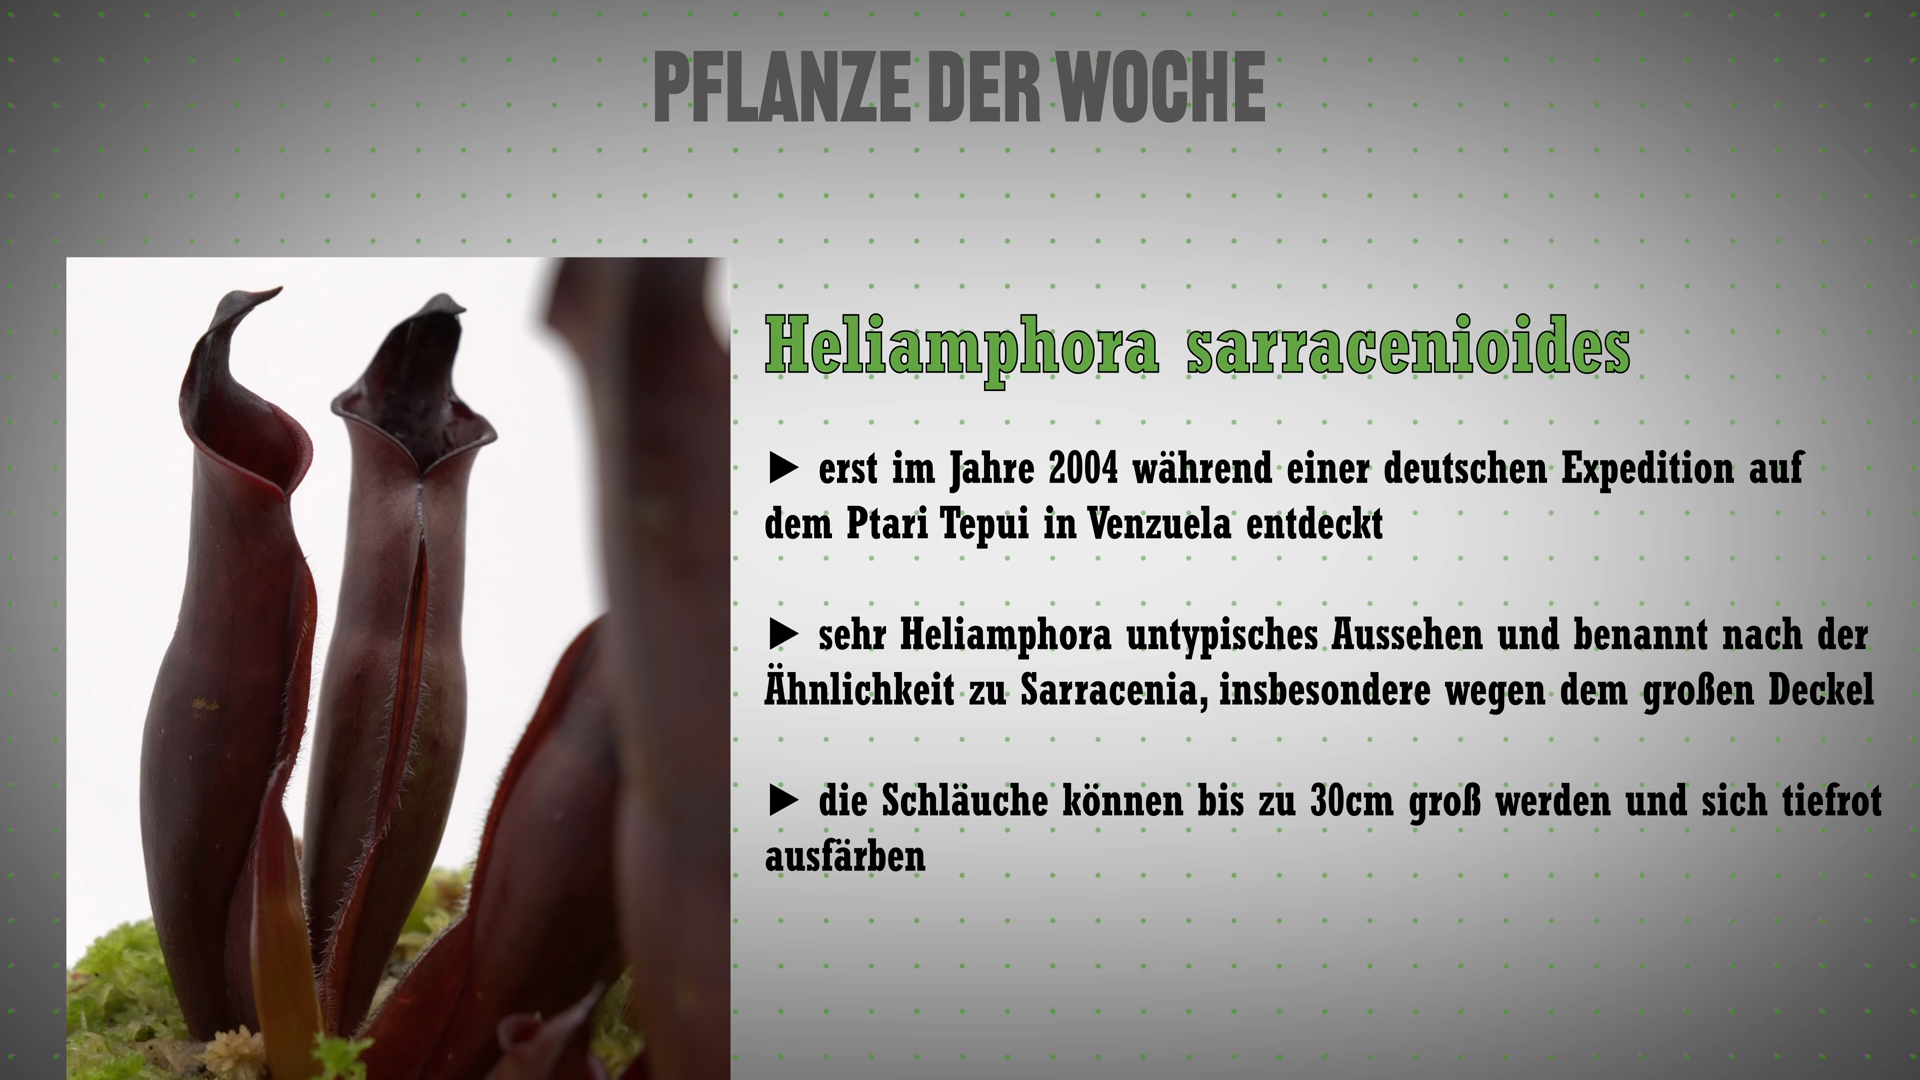 PFLANZE DER WOCHE
Heliamphora sarracenioides
► erst im Jahre 2004 während einer deutschen Expedition auf
dem Ptari Tepui in Venzuela entdeckt
► sehr Heliamphora untypisches Aussehen und benannt nach der
Ähnlichkeit zu Sarracenia, insbesondere wegen dem großen Deckel
► die Schläuche können bis zu 30cm groß werden und sich tiefrot
ausfärben